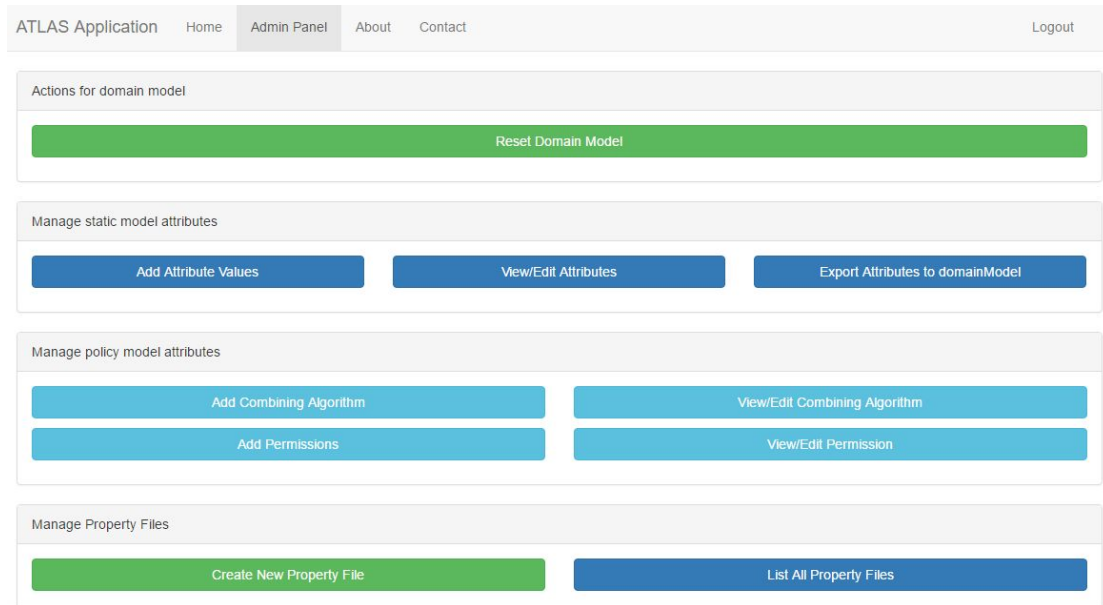 ATLAS Application Home Admin Panel About Contact Logout
Actions for domain model
Reset Domain Model
Manage static model attributes
Add Attribute Values View/Edit Attributes Export Attributes to domainModel
Manage policy model attributes
Add Combining Algorithm View/Edit Combining Algorithm
Add Permissions View/Edit Permission
Manage Property Files
Create New Property File List All Property Files